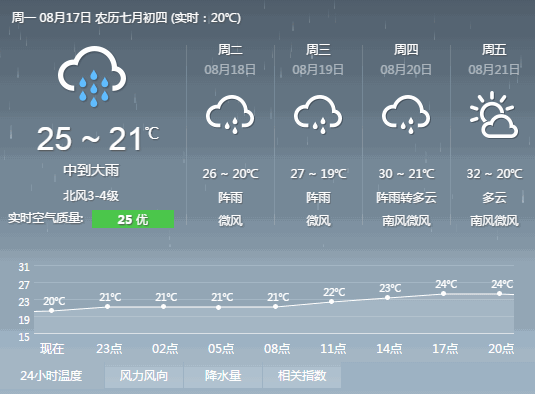 周一 08月17日 农历七月初四 (实时：20℃)
25 ~ 21℃
中到大雨
北风3-4级
实时空气质量: 25 优
周二
08月18日
26 ~ 20℃
阵雨
微风
周三
08月19日
27 ~ 19℃
阵雨
微风
周四
08月20日
30 ~ 21℃
阵雨转多云
南风微风
周五
08月21日
32 ~ 20℃
多云
南风微风
31
27
23
19
15
20℃ 21℃ 21℃ 21℃ 21℃ 22℃ 23℃ 24℃ 24℃
现在 23点 02点 05点 08点 11点 14点 17点 20点
24小时温度 风力风向 降水量 相关指数